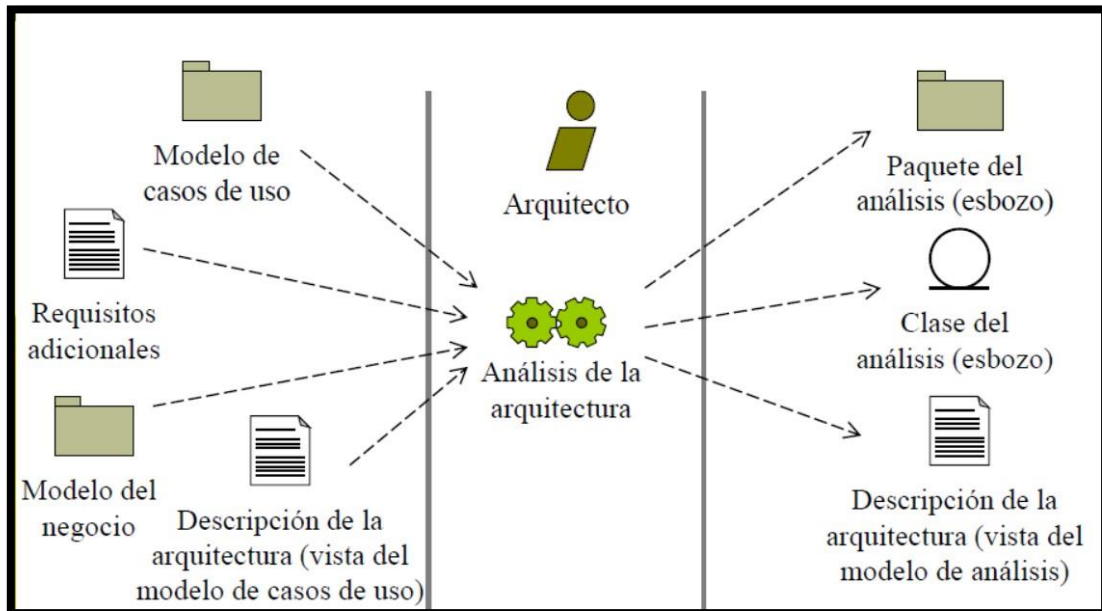 Modelo de
casos de uso
Requisitos
adicionales
Modelo del
negocio
Descripción de la
arquitectura (vista del
modelo de casos de uso)
Arquitecto
Análisis de la
arquitectura
Paquete del
análisis (esbozo)
Clase del
análisis (esbozo)
Descripción de la
arquitectura (vista del
modelo de análisis)